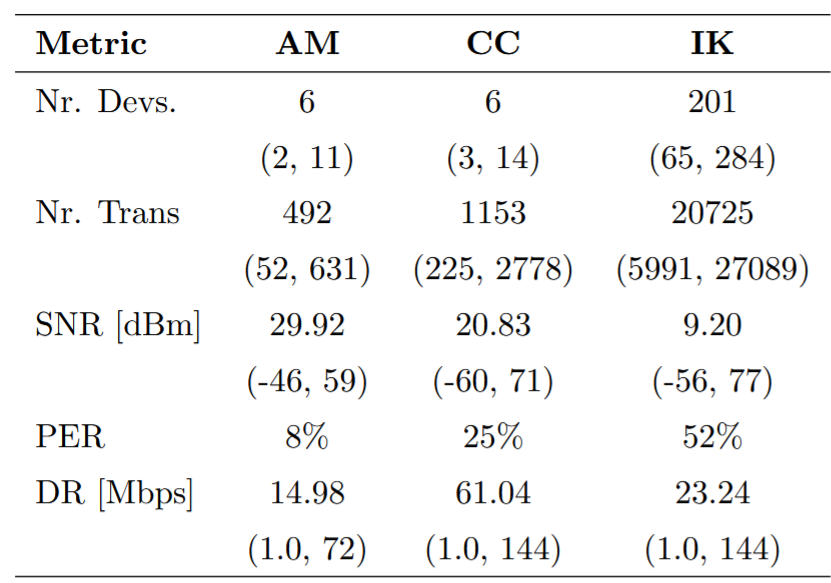 Metric AM CC IK
Nr. Devs. 6 6 201
(2, 11) (3, 14) (65, 284)
Nr. Trans 492 1153 20725
(52, 631) (225, 2778) (5991, 27089)
SNR [dBm] 29.92 20.83 9.20
(-46, 59) (-60, 71) (-56, 77)
PER 8% 25% 52%
DR [Mbps] 14.98 61.04 23.24
(1.0, 72) (1.0, 144) (1.0, 144)